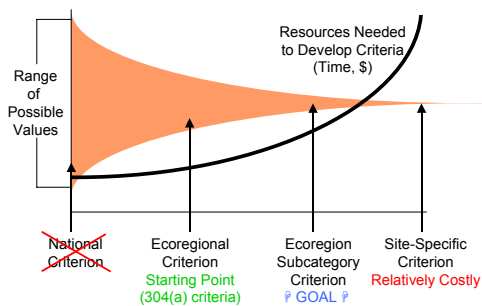 Resources Needed
to Develop Criteria
(Time, $)
Range
of
Possible
Values
National
Criterion
Ecoregional
Criterion
Starting Point
(304(a) criteria)
Ecoregion
Subcategory
Criterion
GOAL
Site-Specific
Criterion
Relatively Costly